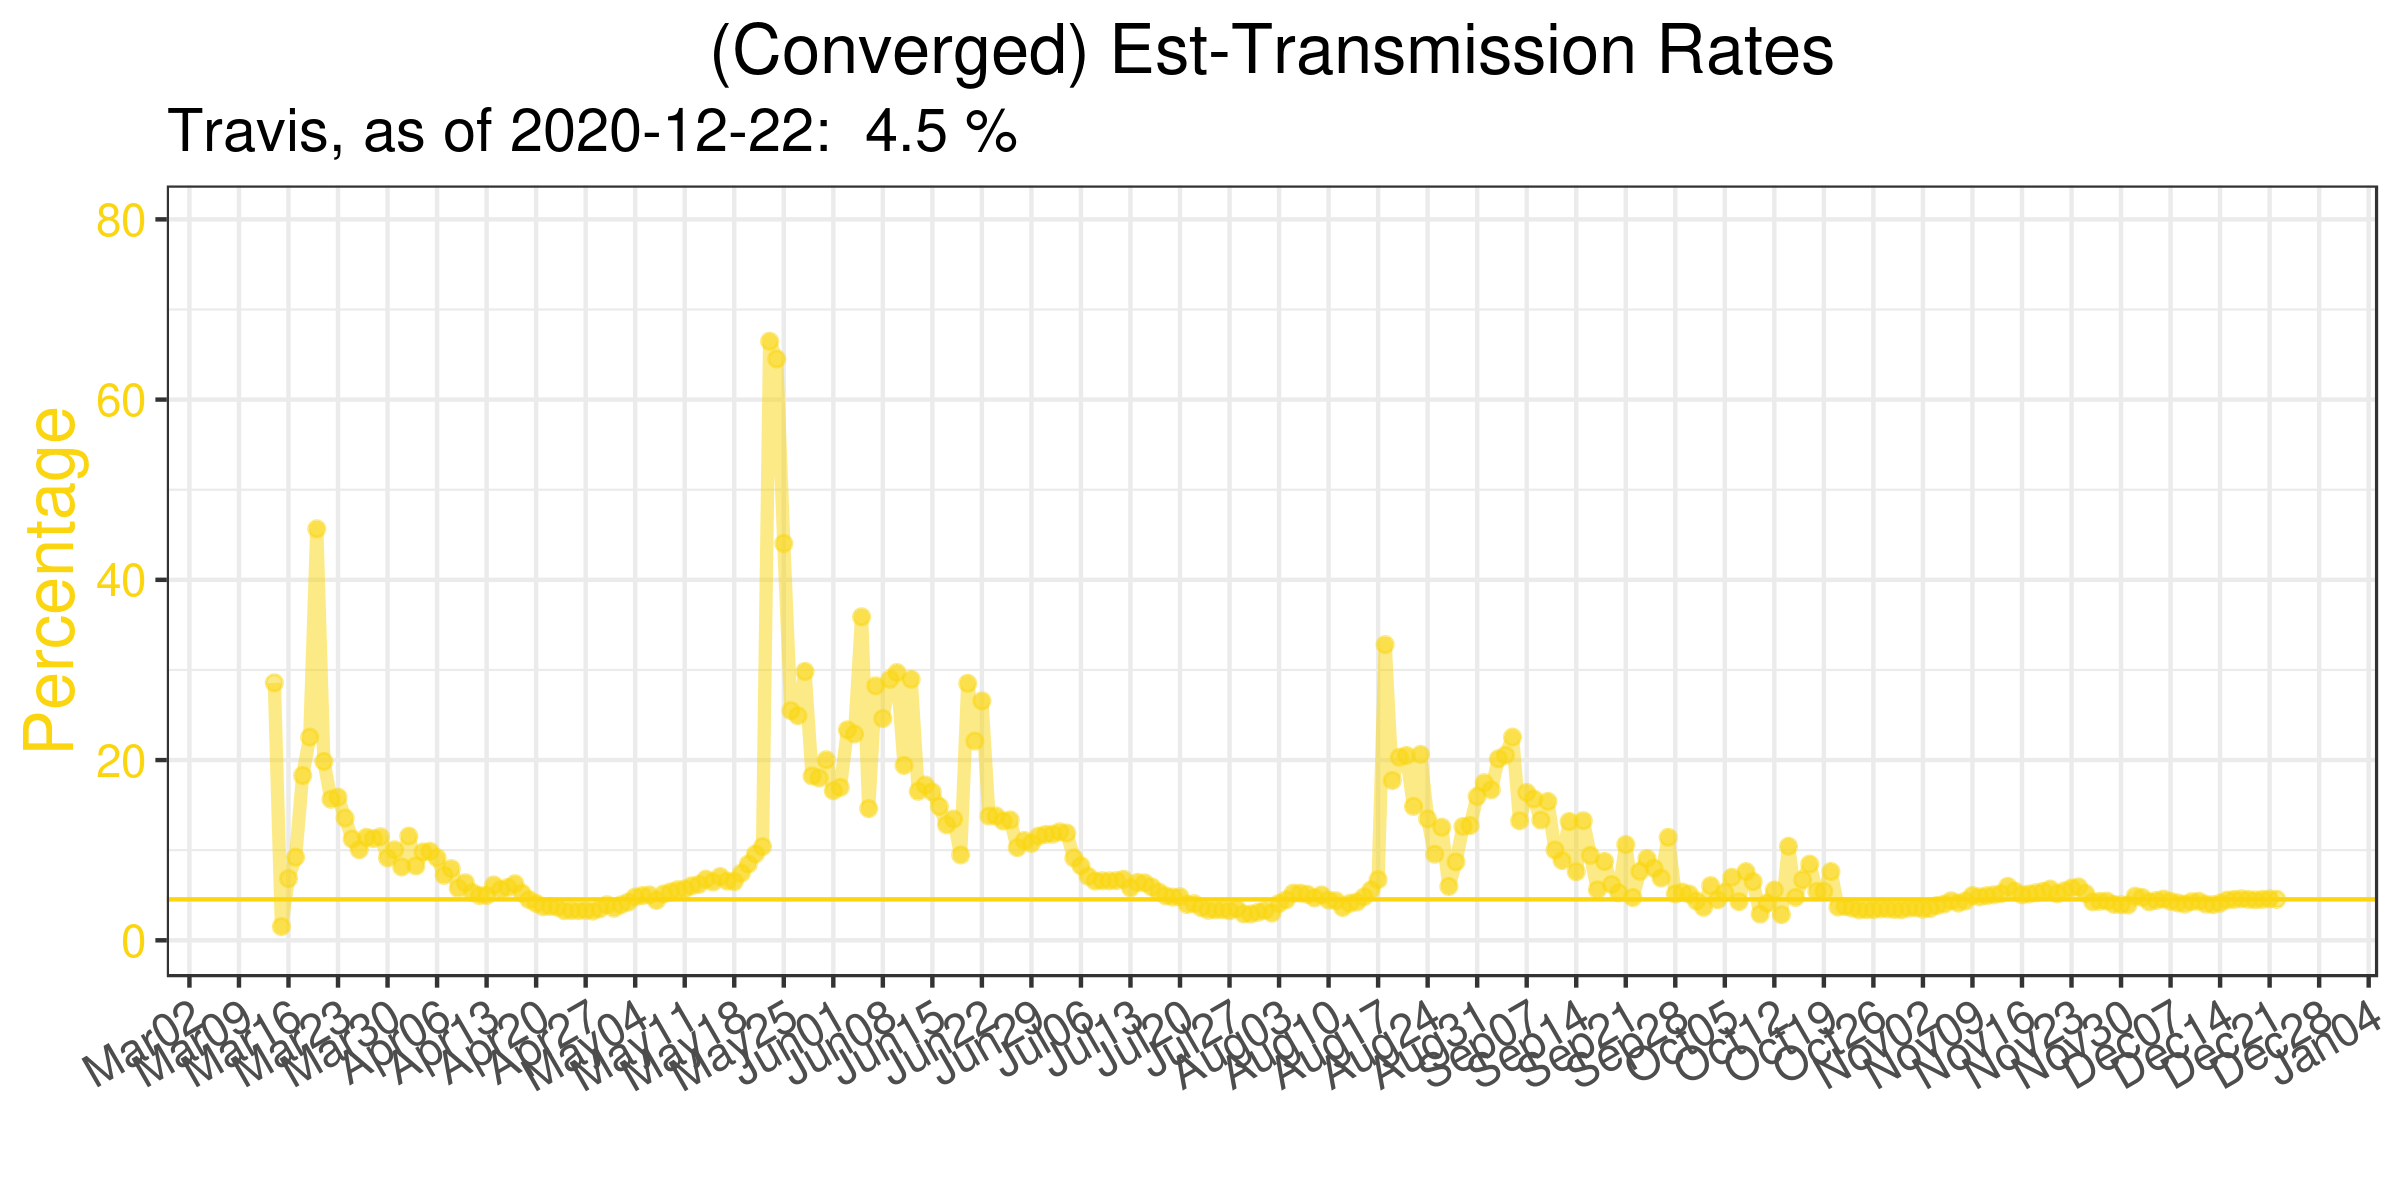 (Converged) Est-Transmission Rates
Travis, as of 2020-12-22:  4.5 %
Percentage
80
60
40
20
0
Mar02
Mar09
Mar16
Mar23
Mar30
Apr06
Apr13
Apr20
Apr27
May04
May11
May18
May25
Jun01
Jun08
Jun15
Jun22
Jun29
Jul06
Jul13
Jul20
Jul27
Aug03
Aug10
Aug17
Aug24
Aug31
Sep07
Sep14
Sep21
Sep28
Oct05
Oct12
Oct19
Oct26
Nov02
Nov09
Nov16
Nov23
Nov30
Dec07
Dec14
Dec21
Dec28
Jan04